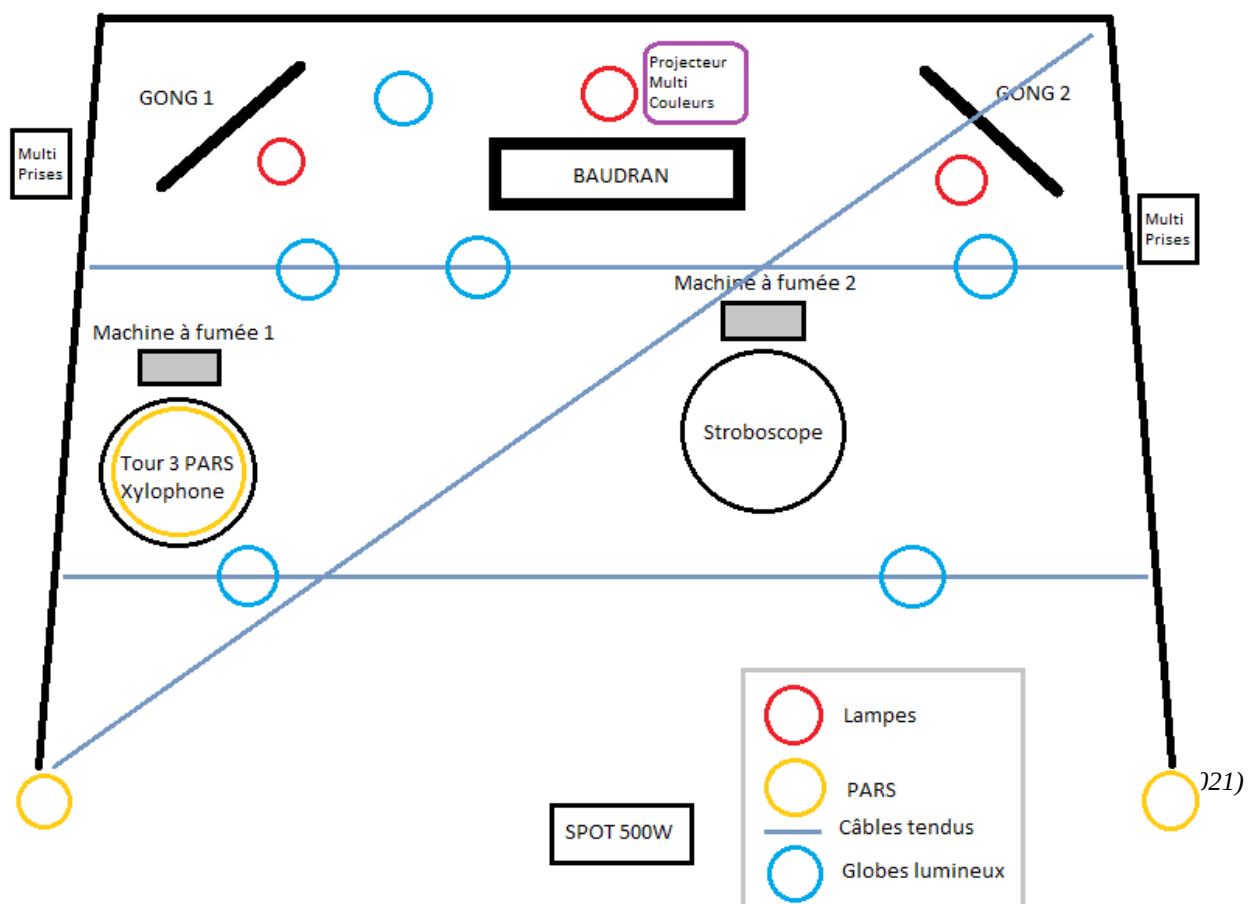 Projecteur
Multi
Couleurs
GONG 1
GONG 2
Multi
Prises
BAUDRAN
Multi
Prises
Machine à fumée 2
Machine à fumée 1
Stroboscope
Tour 3 PARS
Xylophone
Lampes
PARS
021)
Câbles tendus
SPOT 500W
Globes lumineux